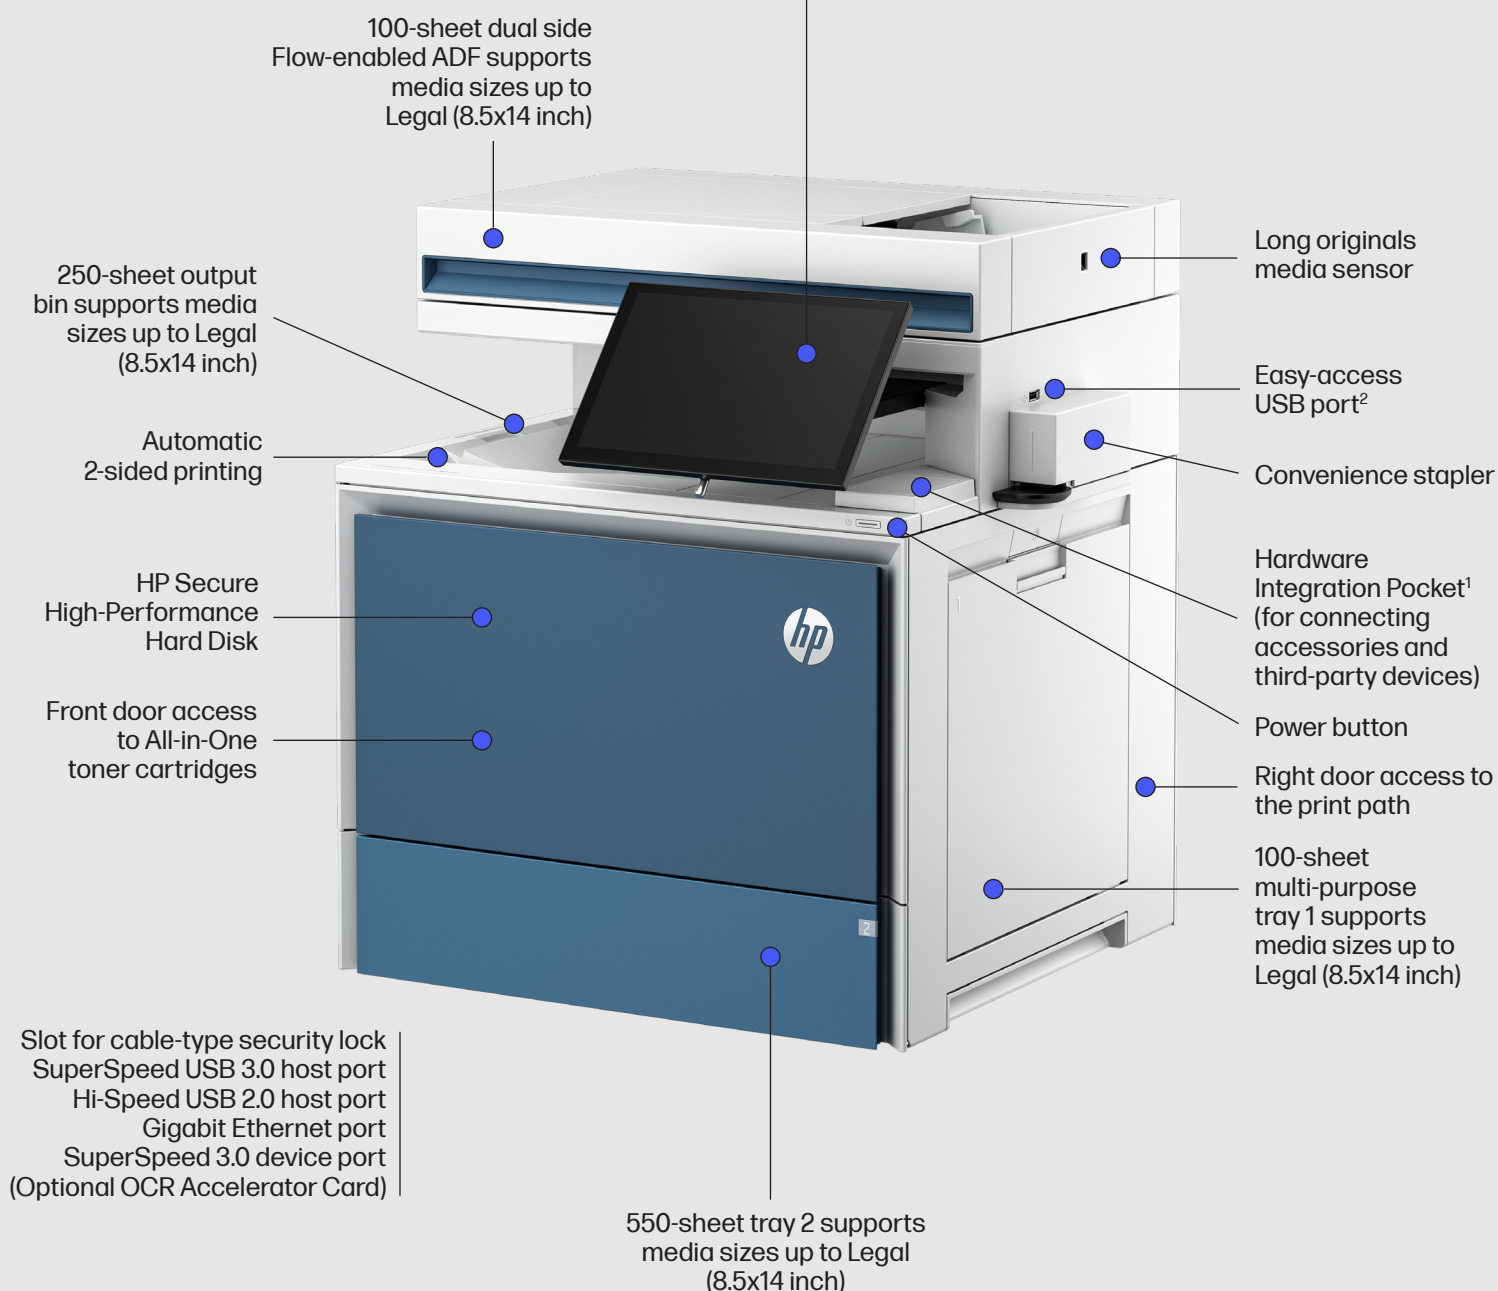 100-sheet dual side
Flow-enabled ADF supports
media sizes up to
Legal (8.5x14 inch)
250-sheet output
bin supports media
sizes up to Legal
(8.5x14 inch)
Automatic
2-sided printing
HP Secure
High-Performance
Hard Disk
Front door access
to All-in-One
toner cartridges
Slot for cable-type security lock
SuperSpeed USB 3.0 host port
Hi-Speed USB 2.0 host port
Gigabit Ethernet port
SuperSpeed 3.0 device port
(Optional OCR Accelerator Card)
hp
1
2
Long originals
media sensor
Easy-access
USB port²
Convenience stapler
Hardware
Integration Pocket¹
(for connecting
accessories and
third-party devices)
Power button
Right door access to
the print path
100-sheet
multi-purpose
tray 1 supports
media sizes up to
Legal (8.5x14 inch)
550-sheet tray 2 supports
media sizes up to Legal
(8.5x14 inch)